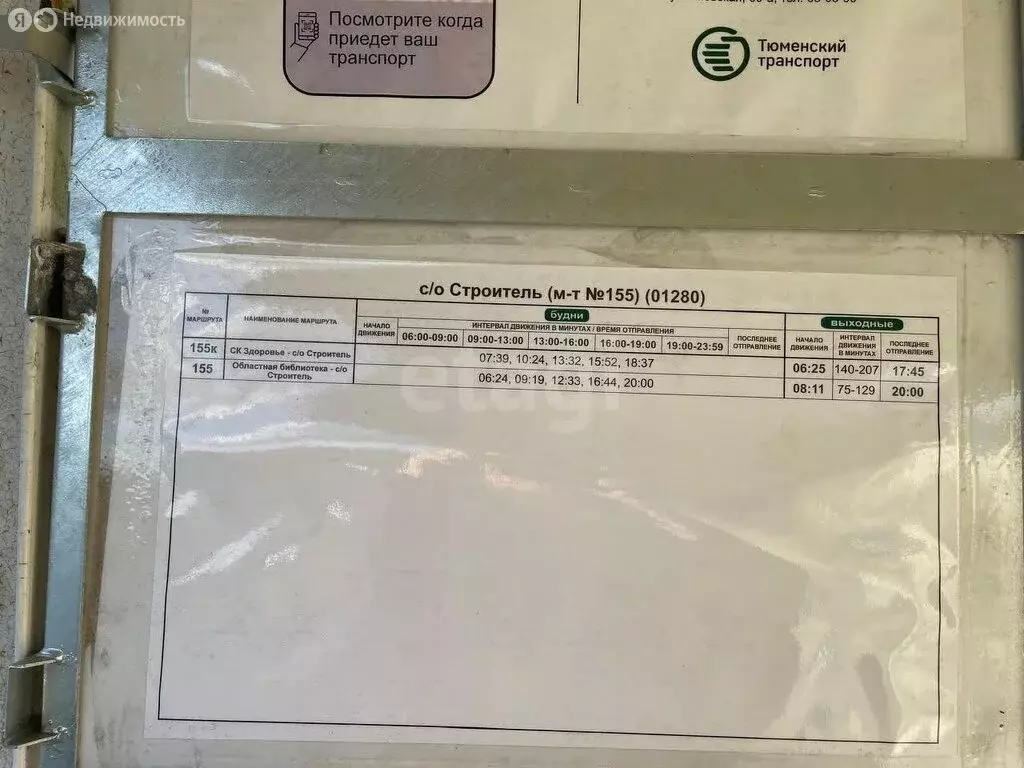 Я Недвижимость
Посмотрите когда
приедет ваш
транспорт
Тюменский
транспорт
с/о Строитель (м-т №155) (01280)
№ МАРШРУТА
НАИМЕНОВАНИЕ МАРШРУТА
будни
НАЧАЛО ДВИЖЕНИЯ
ИНТЕРВАЛ ДВИЖЕНИЯ В МИНУТАХ / ВРЕМЯ ОТПРАВЛЕНИЯ
06:00-09:00 09:00-13:00 13:00-16:00 16:00-19:00 19:00-23:59
ПОСЛЕДНЕЕ ОТПРАВЛЕНИЕ
выходные
НАЧАЛО ДВИЖЕНИЯ
ИНТЕРВАЛ ДВИЖЕНИЯ В МИНУТАХ
ПОСЛЕДНЕЕ ОТПРАВЛЕНИЕ
155к СК Здоровье - с/о Строитель 07:39, 10:24, 13:32, 15:52, 18:37 06:25 140-207 17:45
155 Областная библиотека - с/о Строитель 06:24, 09:19, 12:33, 16:44, 20:00 08:11 75-129 20:00
etagi